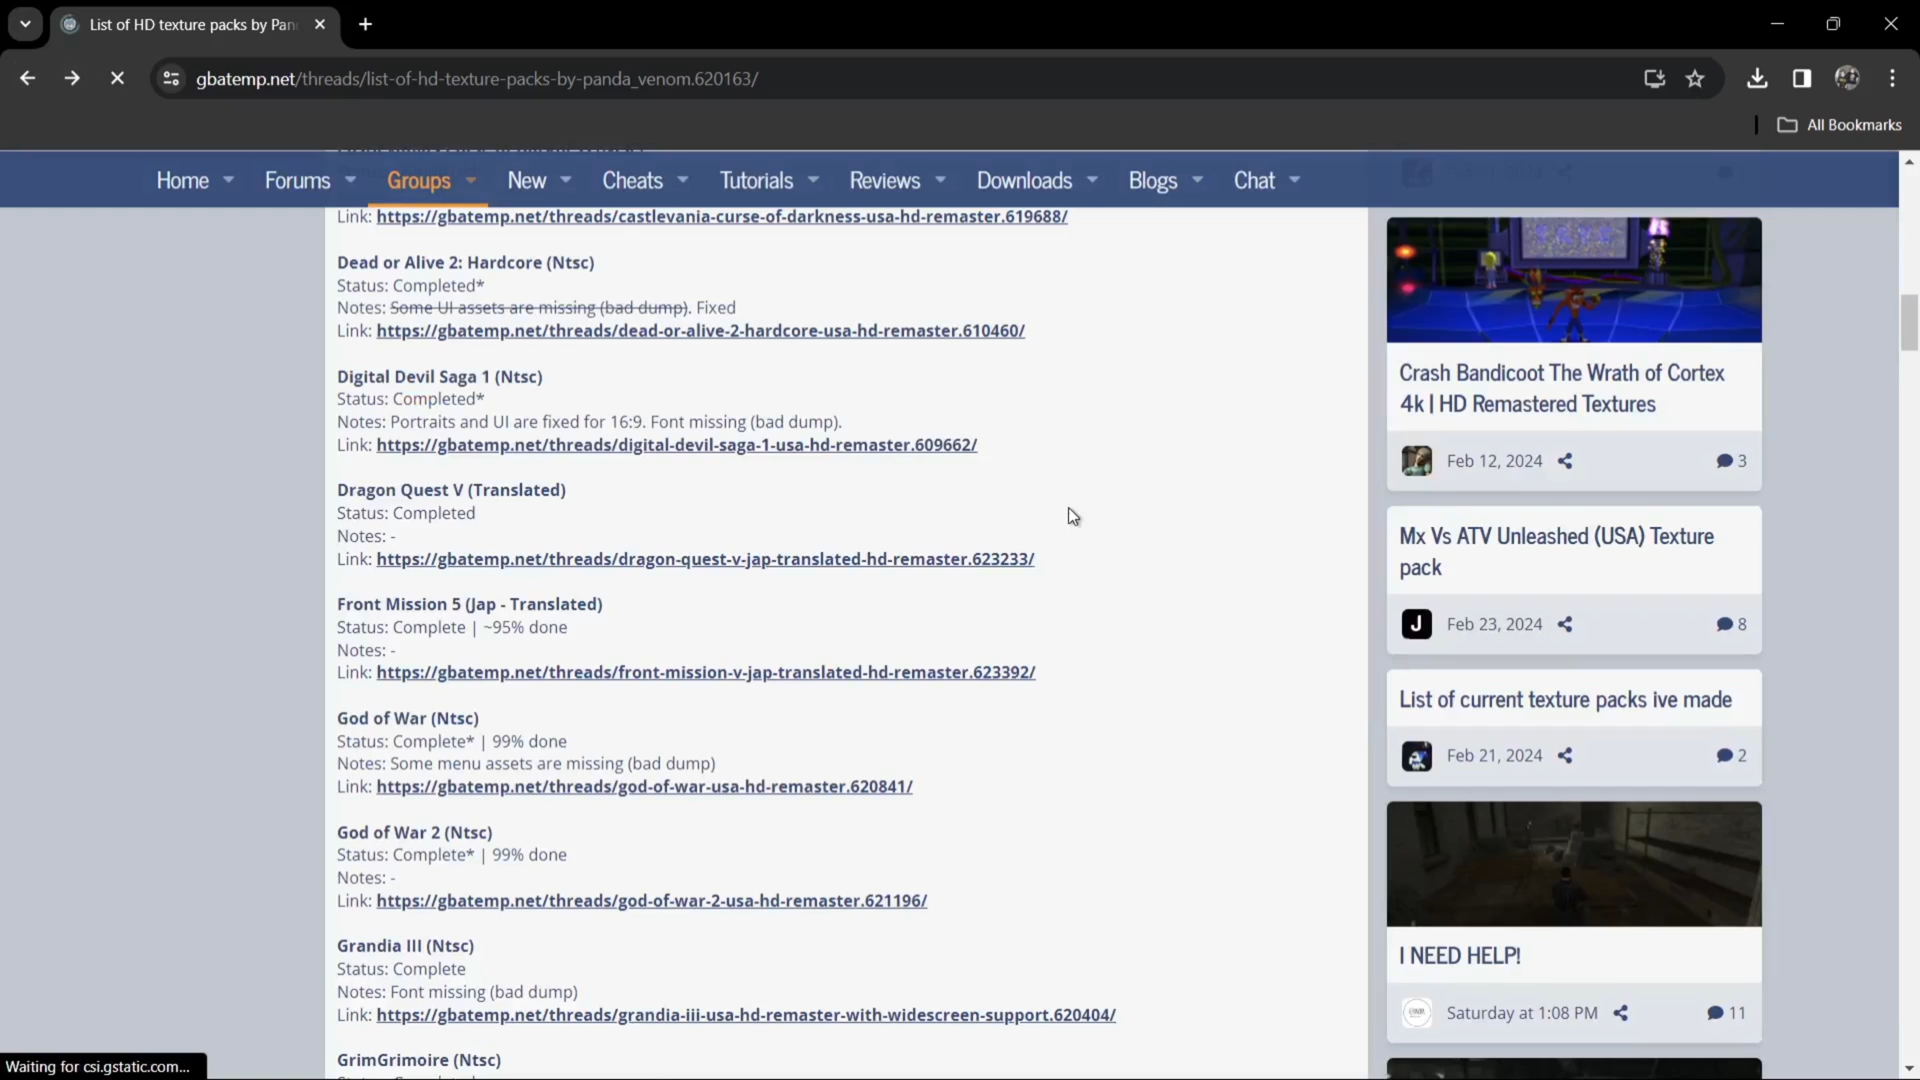 List of HD texture packs by Pan
gbatemp.net/threads/list-of-hd-texture-packs-by-panda_venom.620163/
All Bookmarks
Home
Forums
Groups
New
Cheats
Tutorials
Reviews
Downloads
Blogs
Chat
Link: https://gbatemp.net/threads/castlevania-curse-of-darkness-usa-hd-remaster.619688/
Dead or Alive 2: Hardcore (Ntsc)
Status: Completed*
Notes: Some UI assets are missing (bad dump). Fixed
Link: https://gbatemp.net/threads/dead-or-alive-2-hardcore-usa-hd-remaster.610460/
Digital Devil Saga 1 (Ntsc)
Status: Completed*
Notes: Portraits and UI are fixed for 16:9. Font missing (bad dump).
Link: https://gbatemp.net/threads/digital-devil-saga-1-usa-hd-remaster.609662/
Dragon Quest V (Translated)
Status: Completed
Notes: -
Link: https://gbatemp.net/threads/dragon-quest-v-jap-translated-hd-remaster.623233/
Front Mission 5 (Jap - Translated)
Status: Complete | ~95% done
Notes: -
Link: https://gbatemp.net/threads/front-mission-v-jap-translated-hd-remaster.623392/
God of War (Ntsc)
Status: Complete* | 99% done
Notes: Some menu assets are missing (bad dump)
Link: https://gbatemp.net/threads/god-of-war-usa-hd-remaster.620841/
God of War 2 (Ntsc)
Status: Complete* | 99% done
Notes: -
Link: https://gbatemp.net/threads/god-of-war-2-usa-hd-remaster.621196/
Grandia III (Ntsc)
Status: Complete
Notes: Font missing (bad dump)
Link: https://gbatemp.net/threads/grandia-iii-usa-hd-remaster-with-widescreen-support.620404/
GrimGrimoire (Ntsc)
Crash Bandicoot The Wrath of Cortex
4k | HD Remastered Textures
Feb 12, 2024
3
Mx Vs ATV Unleashed (USA) Texture
pack
J
Feb 23, 2024
8
List of current texture packs ive made
Feb 21, 2024
2
I NEED HELP!
Saturday at 1:08 PM
11
Waiting for csi.gstatic.com...